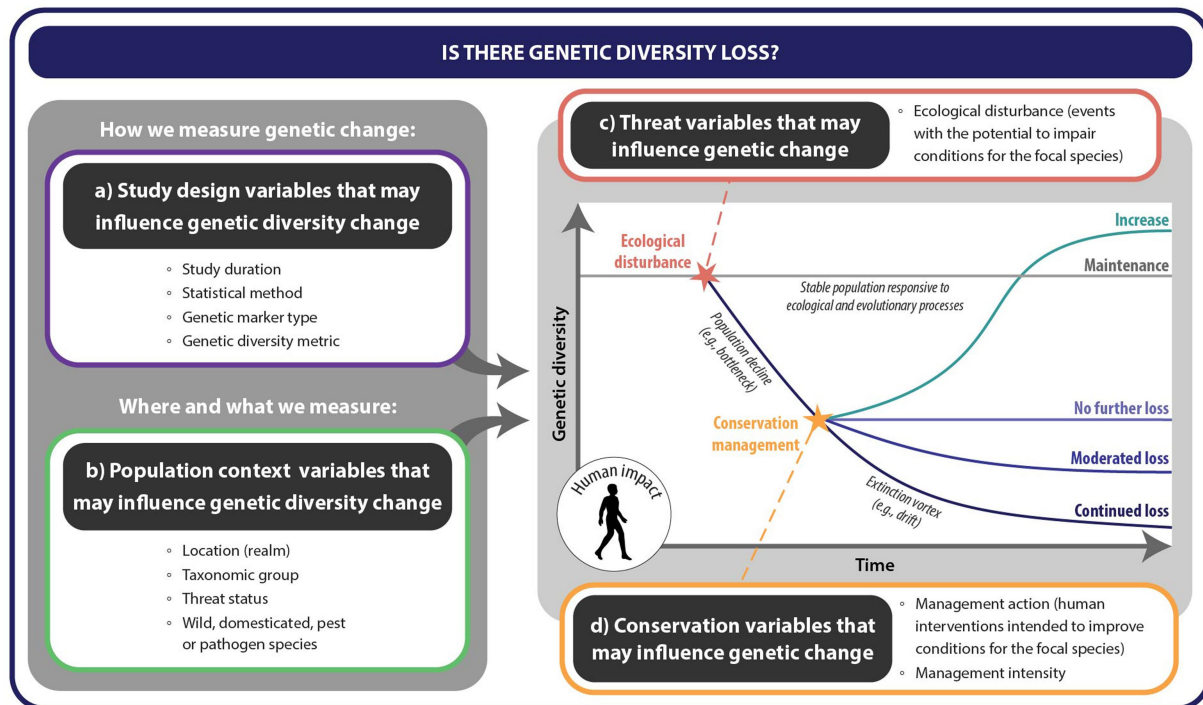 IS THERE GENETIC DIVERSITY LOSS?
How we measure genetic change:
a) Study design variables that may
influence genetic diversity change
◦ Study duration
◦ Statistical method
◦ Genetic marker type
◦ Genetic diversity metric
Where and what we measure:
b) Population context variables that
may influence genetic diversity change
◦ Location (realm)
◦ Taxonomic group
◦ Threat status
◦ Wild, domesticated, pest
or pathogen species
c) Threat variables that may
influence genetic change
◦ Ecological disturbance (events
with the potential to impair
conditions for the focal species)
Genetic diversity
Ecological
disturbance
Increase
Maintenance
Stable population responsive to
ecological and evolutionary processes
Population decline
(e.g., bottleneck)
Conservation
management
No further loss
Moderated loss
Extinction vortex
(e.g., drift)
Continued loss
Human impact
Time
d) Conservation variables that
may influence genetic change
◦ Management action (human
interventions intended to improve
conditions for the focal species)
◦ Management intensity